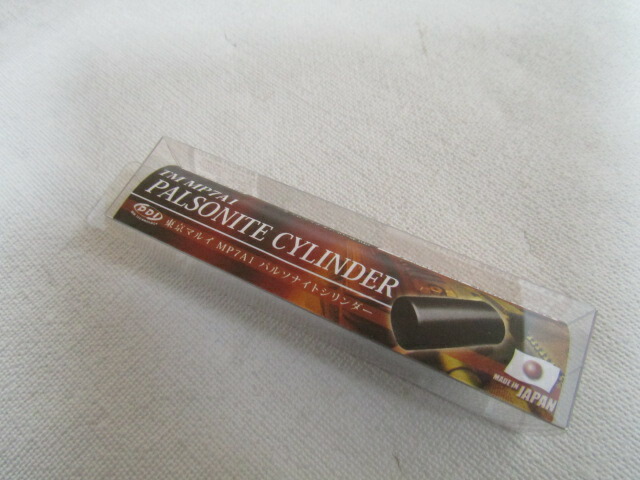 TM MP7A1
PALSONITE CYLINDER
PDI
東京マルイ MP7A1 パルソナイトシリンダー
MADE IN JAPAN